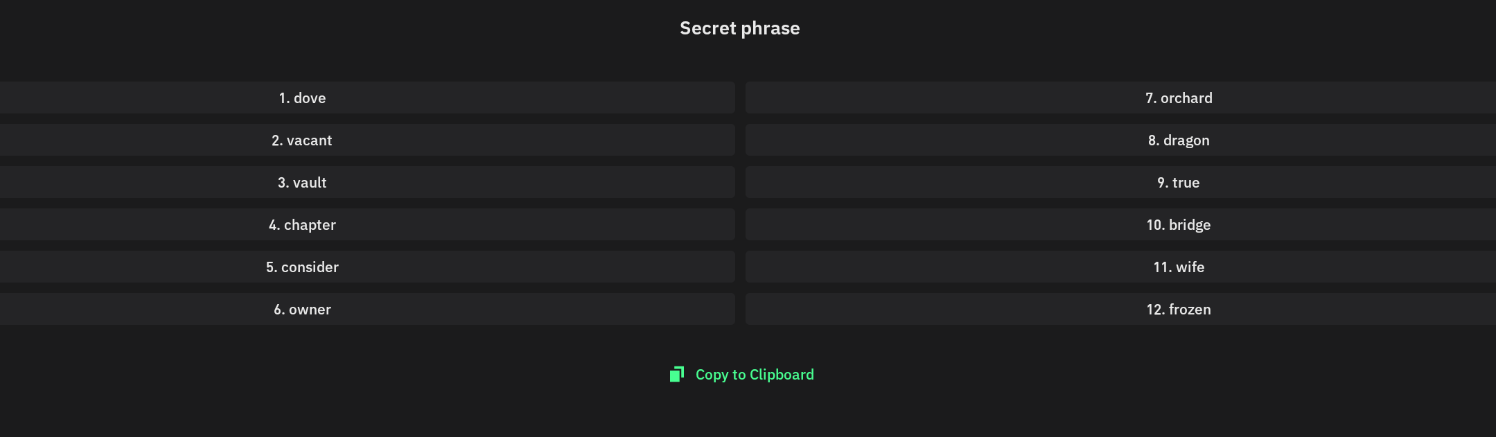 Secret phrase
1. dove
2. vacant
3. vault
4. chapter
5. consider
6. owner
7. orchard
8. dragon
9. true
10. bridge
11. wife
12. frozen
Copy to Clipboard